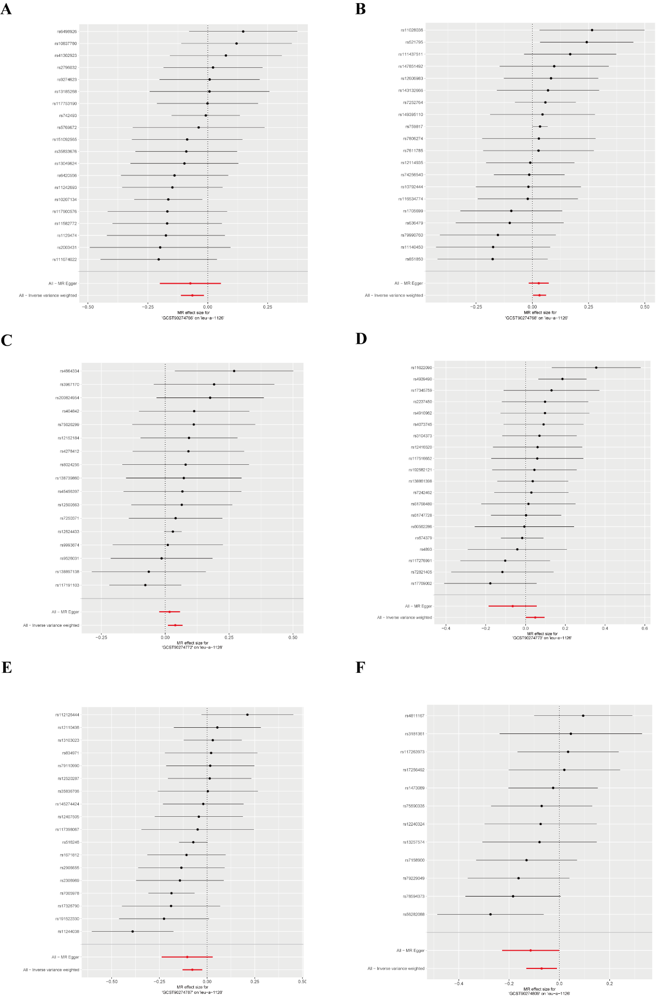 A
rs6498926
rs10637780
rs41302923
rs2796032
rs9274623
rs13185268
rs117753190
rs742493
rs5769672
rs151092565
rs35833676
rs13049624
rs6420556
rs11242693
rs10207134
rs117900576
rs11582772
rs1129474
rs2003431
rs111674022
All − MR Egger
All − Inverse variance weighted
−0.50 −0.25 0.00 0.25
MR effect size for
'GCST90274766' on 'ieu−a−1126'
B
rs11028036
rs521795
rs111437511
rs147851492
rs12606983
rs143132666
rs7252764
rs149395110
rs759817
rs7806274
rs7611785
rs12114935
rs74256540
rs10792444
rs116534774
rs1705699
rs636479
rs79990760
rs11140450
rs851850
All − MR Egger
All − Inverse variance weighted
−0.25 0.00 0.25 0.50
MR effect size for
'GCST90274768' on 'ieu−a−1126'
C
rs4664334
rs3967170
rs200824954
rs404842
rs75626299
rs12152184
rs4278412
rs8024256
rs138739860
rs45456397
rs12500563
rs7250371
rs12624433
rs9993674
rs9526031
rs138897138
rs117191103
All − MR Egger
All − Inverse variance weighted
−0.25 0.00 0.25 0.50
MR effect size for
'GCST90274772' on 'ieu−a−1126'
D
rs11622090
rs4939490
rs17345759
rs2237450
rs4910962
rs4073745
rs3104373
rs12416520
rs117516652
rs192582121
rs138861398
rs7242462
rs61768480
rs61747728
rs60562286
rs674379
rs4893
rs117276991
rs72821405
rs17769062
All − MR Egger
All − Inverse variance weighted
−0.4 −0.2 0.0 0.2 0.4 0.6
MR effect size for
'GCST90274773' on 'ieu−a−1126'
E
rs112126444
rs12110436
rs13103023
rs834971
rs79110990
rs12520287
rs35836706
rs145274424
rs12407505
rs117398067
rs516246
rs1671812
rs2906655
rs2306969
rs7005978
rs17326790
rs191522330
rs11244038
All − MR Egger
All − Inverse variance weighted
−0.50 −0.25 0.00 0.25 0.50
MR effect size for
'GCST90274787' on 'ieu−a−1126'
F
rs4811167
rs3181361
rs117263973
rs17256492
rs1473069
rs75590335
rs12240324
rs13257574
rs7158900
rs79229049
rs78594373
rs56282088
All − MR Egger
All − Inverse variance weighted
−0.4 −0.2 0.0 0.2
MR effect size for
'GCST90274809' on 'ieu−a−1126'